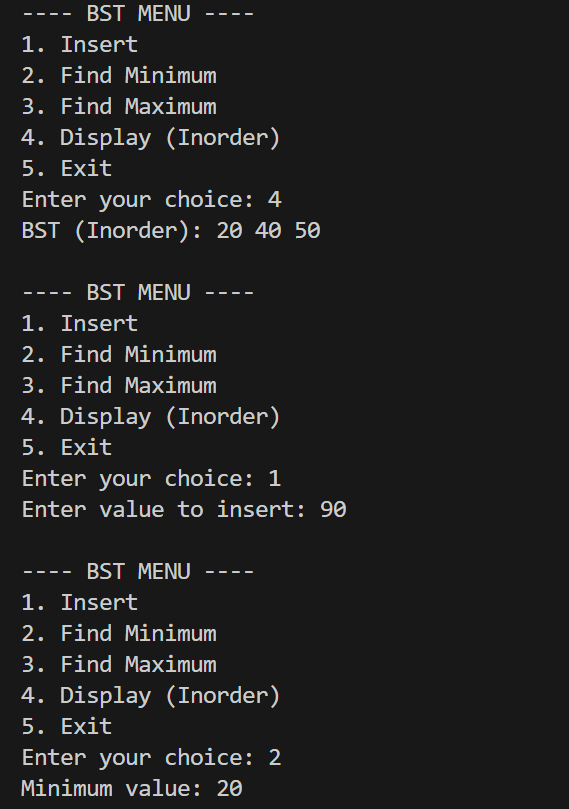 ---- BST MENU ----
1. Insert
2. Find Minimum
3. Find Maximum
4. Display (Inorder)
5. Exit
Enter your choice: 4
BST (Inorder): 20 40 50

---- BST MENU ----
1. Insert
2. Find Minimum
3. Find Maximum
4. Display (Inorder)
5. Exit
Enter your choice: 1
Enter value to insert: 90

---- BST MENU ----
1. Insert
2. Find Minimum
3. Find Maximum
4. Display (Inorder)
5. Exit
Enter your choice: 2
Minimum value: 20